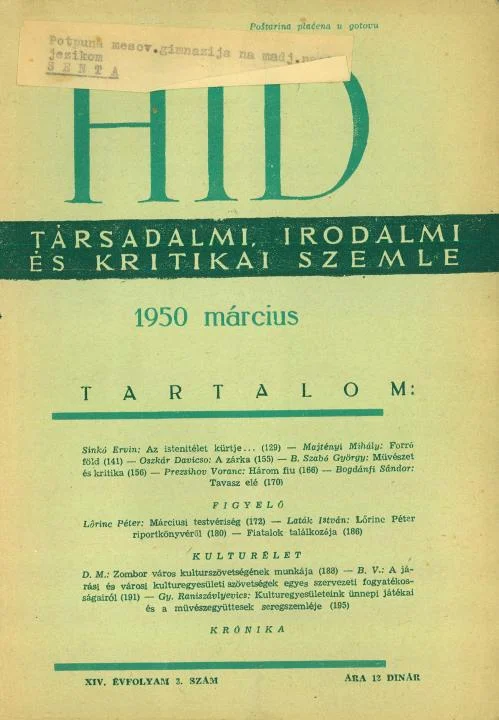 Poštarina plaćena u gotovu
Potpuna mesov.gimnazija na madj.
jezikom
SENTA
HÍD
TÁRSADALMI, IRODALMI
ÉS KRITIKAI SZEMLE
1950 március
TARTALOM:
Sinkó Ervin: Az istenitélet kürtje... (129) — Majtényi Mihály: Forró
föld (141) — Oszkár Davicso: A zárka (155) — B. Szabó György: Művészet
és kritika (156) — Prezsihov Voranc: Három fiu (166) — Bogdánfi Sándor:
Tavasz elé (170)
FIGYELŐ
Lőrinc Péter: Márciusi testvériség (172) — Laták István: Lőrinc Péter
riportkönyvéről (180) — Fiatalok találkozója (186)
KULTURÉLET
D. M.: Zombor város kulturszövetségének munkája (188) — B. V.: A já-
rási és városi kulturegyesületi szövetségek egyes szervezeti fogyatékos-
ságairól (191) — Gy. Raniszávlyevics: Kulturegyesületeink ünnepi játékai
és a művészegyüttesek seregszemléje (195)
KRÓNIKA
XIV. ÉVFOLYAM 3. SZÁM
ÁRA 12 DINÁR